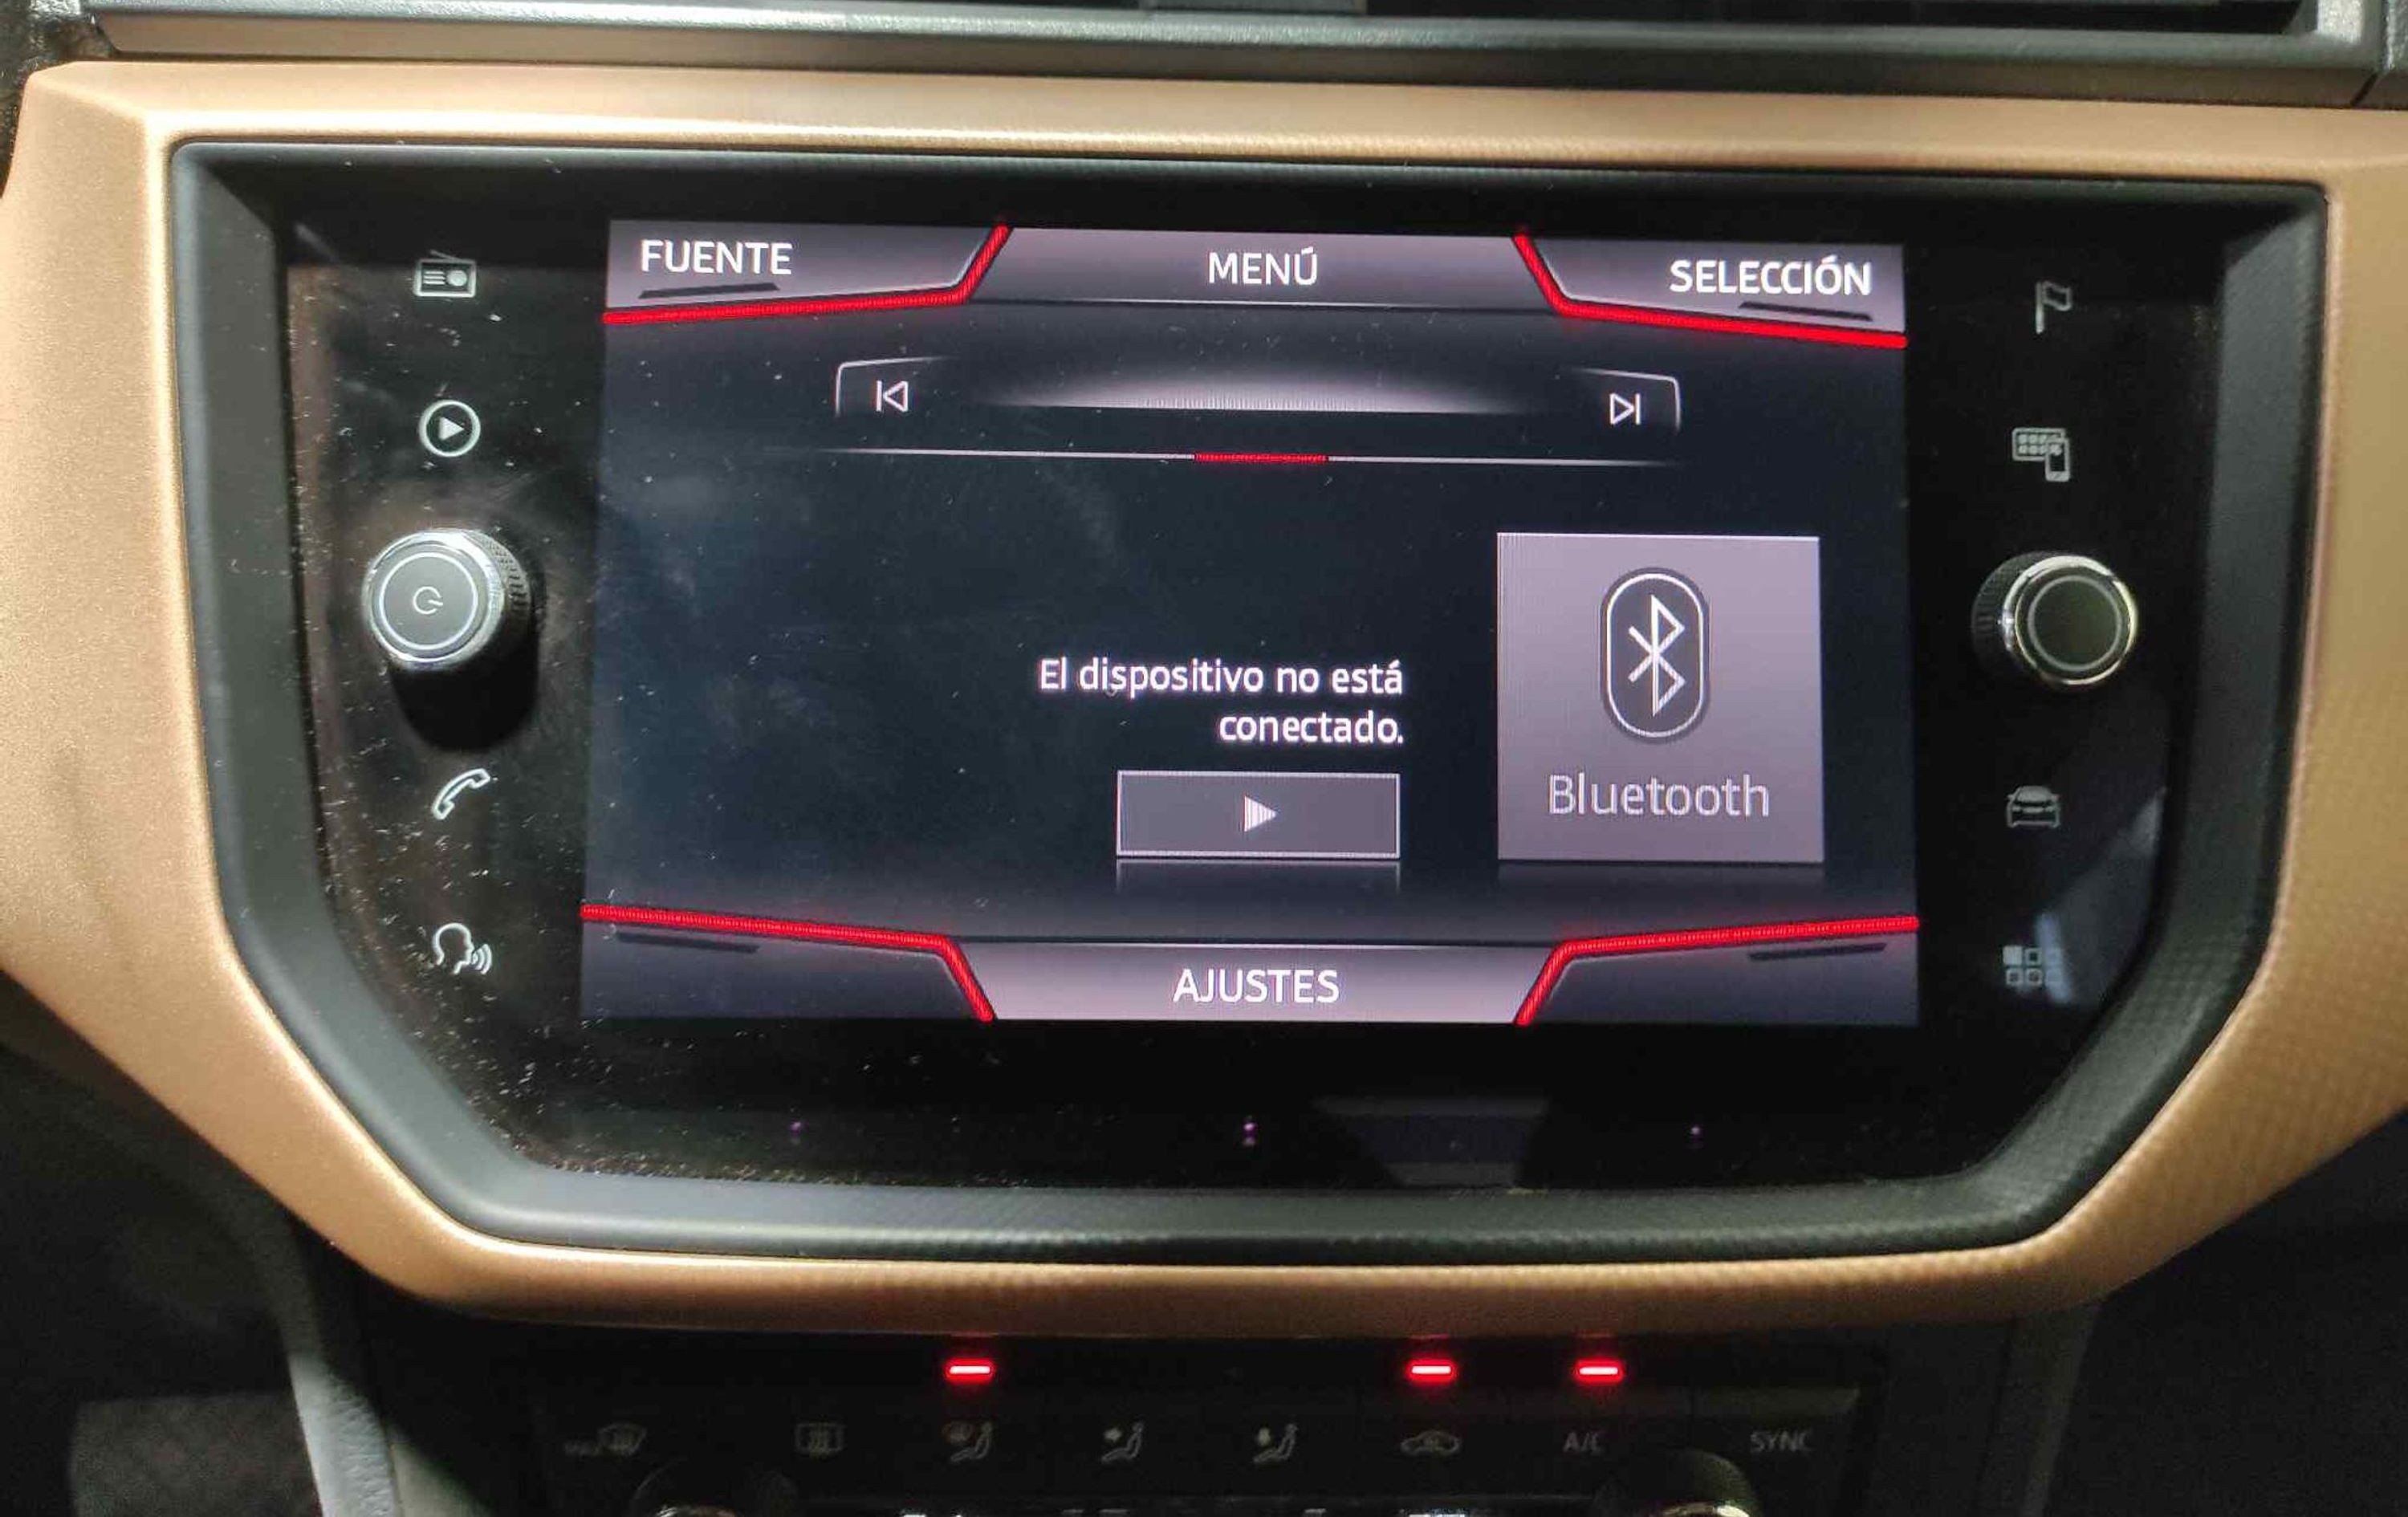 FUENTE
MENÚ
SELECCIÓN
El dispositivo no está
conectado.
Bluetooth
AJUSTES
A/C
SYNC